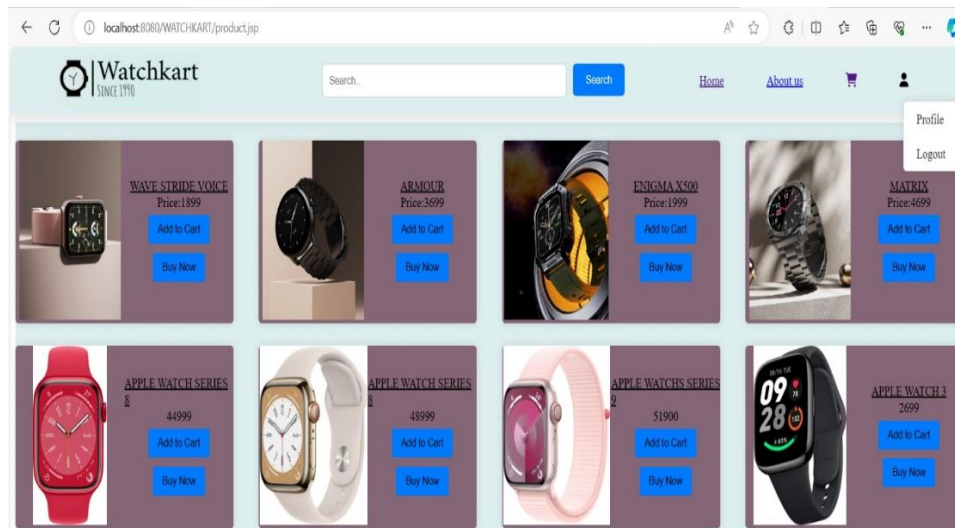 localhost:8080/WATCHKART/product.jsp
Watchkart
SINCE 1990
Search..
Search
Home
About us
Profile
Logout
WAVE STRIDE VOICE
Price:1899
Add to Cart
Buy Now
ARMOUR
Price:3699
Add to Cart
Buy Now
ENIGMA X500
Price:1999
Add to Cart
Buy Now
MATRIX
Price:4699
Add to Cart
Buy Now
APPLE WATCH SERIES
8
44999
Add to Cart
Buy Now
APPLE WATCH SERIES
8
48999
Add to Cart
Buy Now
APPLE WATCHS SERIES
9
51900
Add to Cart
Buy Now
09
28
APPLE WATCH 3
2699
Add to Cart
Buy Now